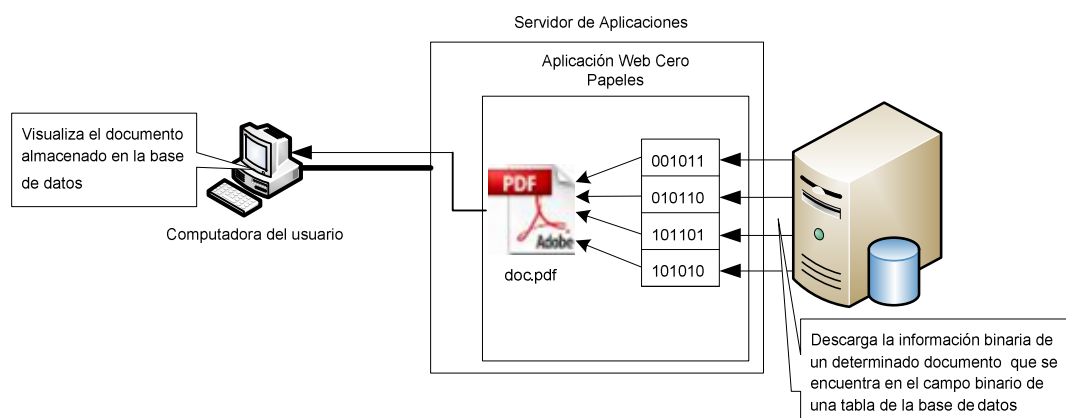 Servidor de Aplicaciones
Aplicación Web Cero
Papeles
Visualiza el documento
almacenado en la base
de datos
Computadora del usuario
PDF
Adobe
doc.pdf
001011
010110
101101
101010
Descarga la información binaria de
un determinado documento que se
encuentra en el campo binario de
una tabla de la base de datos